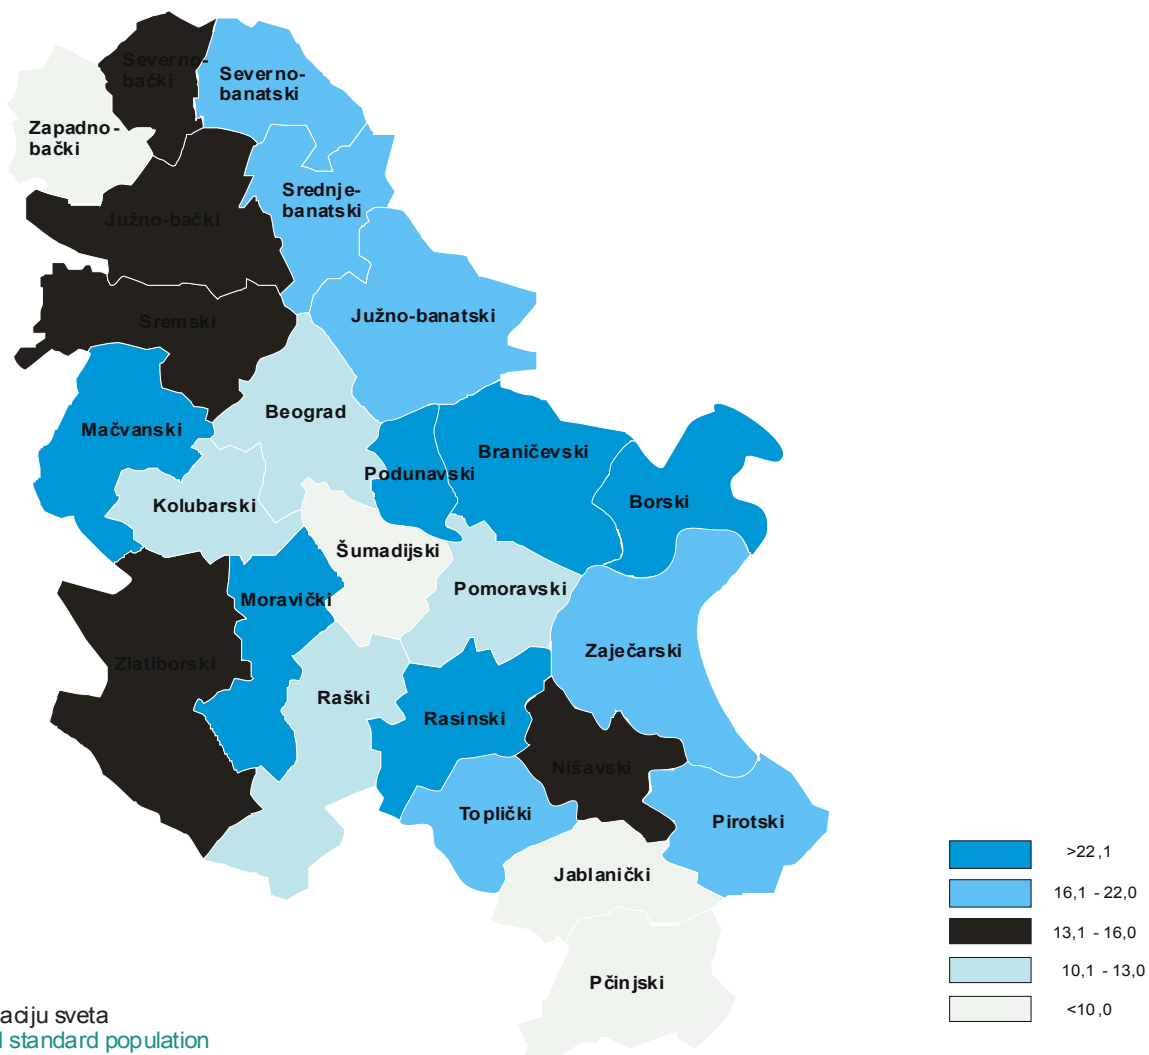 Severno-
bački
Severno-
banatski
Zapadno-
bački
Srednje-
banatski
Južno-bački
Južno-banatski
Sremski
Beograd
Mačvanski
Braničevski
Podunavski
Borski
Kolubarski
Šumadijski
Pomoravski
Moravički
Zaječarski
Zlatiborski
Raški
Rasinski
Nišavski
Toplički
Pirotski
Jablanički
Pčinjski
>22,1
16,1 - 22,0
13,1 - 16,0
10,1 - 13,0
<10,0
aciju sveta
standard population